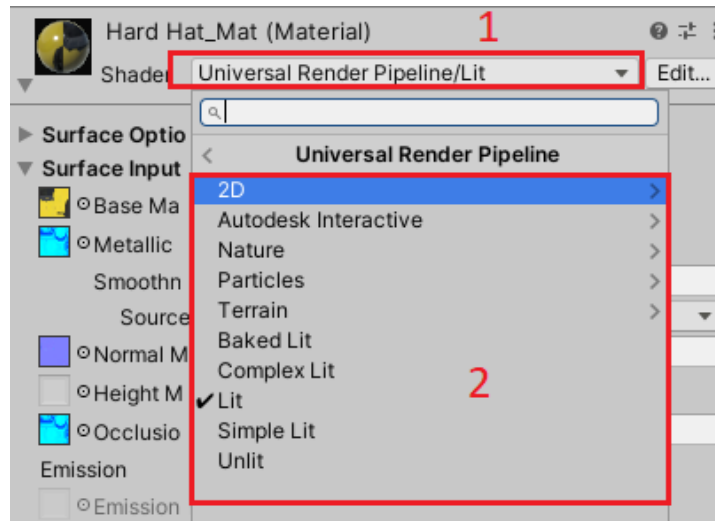 Hard Hat_Mat (Material) 1
Shader Universal Render Pipeline/Lit Edit...
Surface Optio
< Universal Render Pipeline
Surface Input
2D >
Base Ma
Autodesk Interactive >
Metallic
Nature >
Smoothn
Particles >
Source
Terrain >
Normal M
Baked Lit
Height M
Complex Lit
2
✔Lit
Occlusio
Simple Lit
Emission
Unlit
Emission